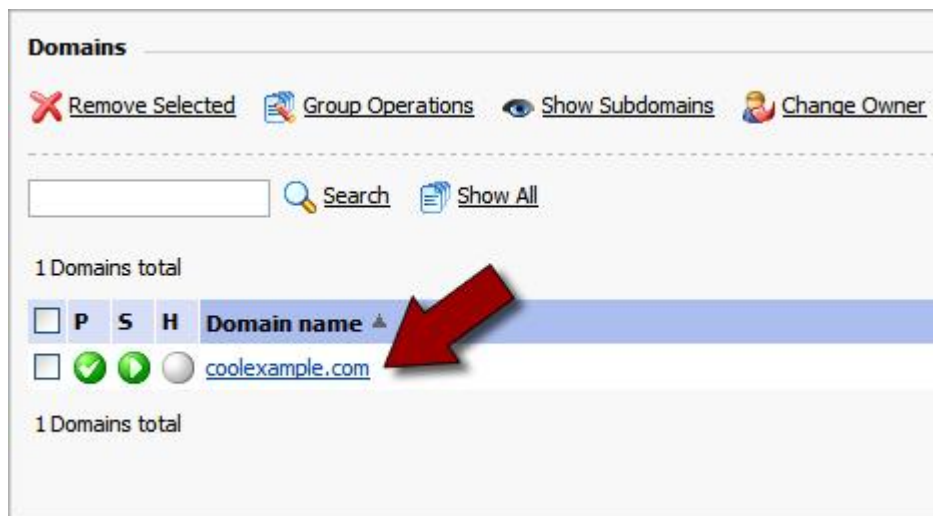 Domains
Remove Selected Group Operations Show Subdomains Change Owner
Search Show All
1 Domains total
P S H Domain name
coolexample.com
1 Domains total